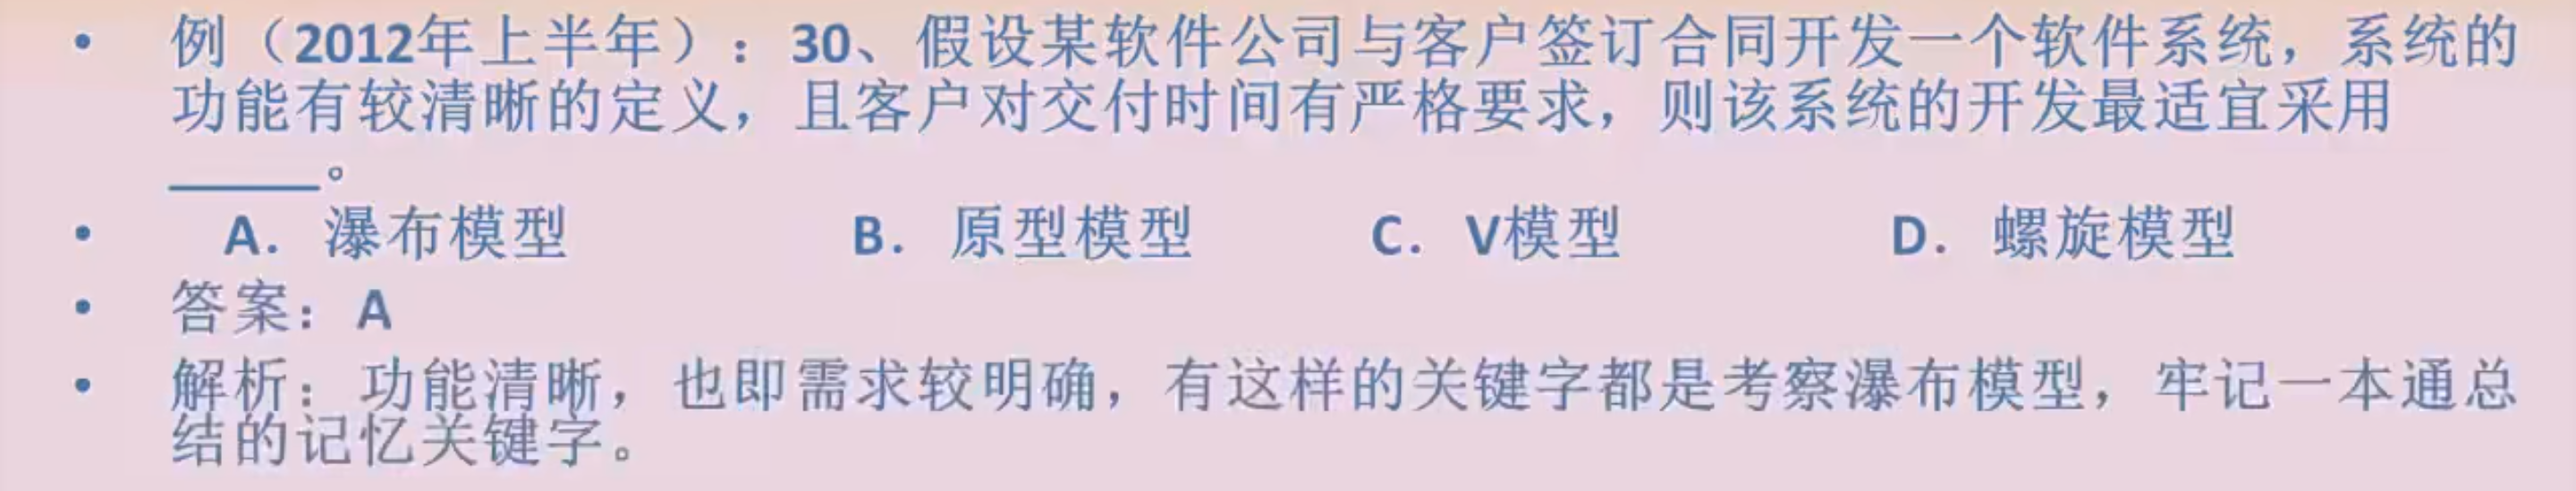 • 例（2012年上半年）：30、假设某软件公司与客户签订合同开发一个软件系统，系统的
功能有较清晰的定义，且客户对交付时间有严格要求，则该系统的开发最适宜采用
_____。
• A. 瀑布模型 B. 原型模型 C. V模型 D. 螺旋模型
• 答案：A
• 解析：功能清晰，也即需求较明确，有这样的关键字都是考察瀑布模型，牢记一本通总
结的记忆关键字。